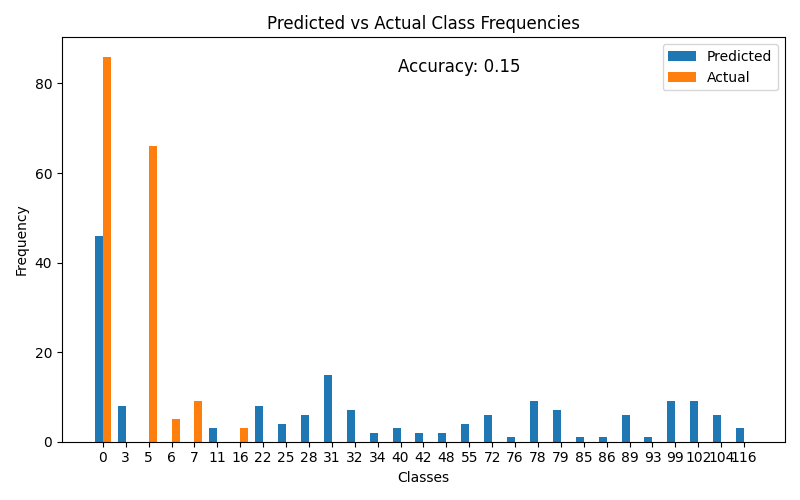 Predicted vs Actual Class Frequencies
Accuracy: 0.15
Predicted
Actual
Frequency
80
60
40
20
0
0 3 5 6 7 11 16 22 25 28 31 32 34 40 42 48 55 72 76 78 79 85 86 89 93 99 102 104 116
Classes